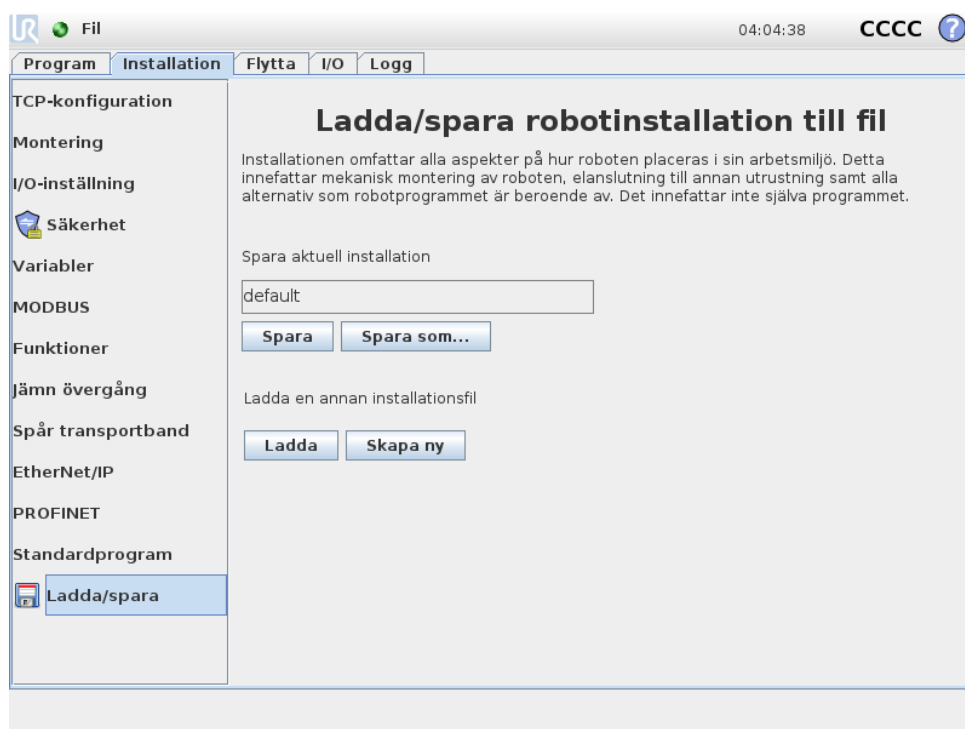 UR Fil 04:04:38 CCCC ?
Program Installation Flytta I/O Logg
TCP-konfiguration
Montering
I/O-inställning
Säkerhet
Variabler
MODBUS
Funktioner
Jämn övergång
Spår transportband
EtherNet/IP
PROFINET
Standardprogram
Ladda/spara
Ladda/spara robotinstallation till fil
Installationen omfattar alla aspekter på hur roboten placeras i sin arbetsmiljö. Detta
innefattar mekanisk montering av roboten, elanslutning till annan utrustning samt alla
alternativ som robotprogrammet är beroende av. Det innefattar inte själva programmet.
Spara aktuell installation
default
Spara Spara som...
Ladda en annan installationsfil
Ladda Skapa ny